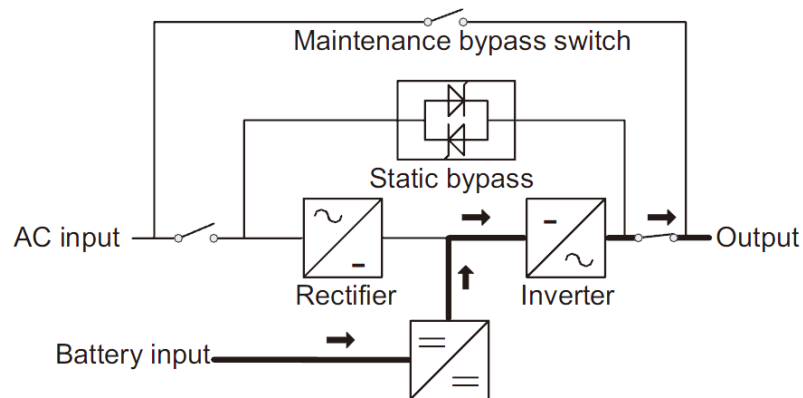 Maintenance bypass switch
Static bypass
AC input
Output
Rectifier
Inverter
Battery input